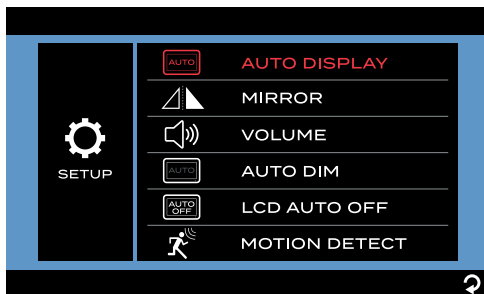 SETUP
AUTO AUTO DISPLAY
MIRROR
VOLUME
AUTO AUTO DIM
AUTO OFF LCD AUTO OFF
MOTION DETECT